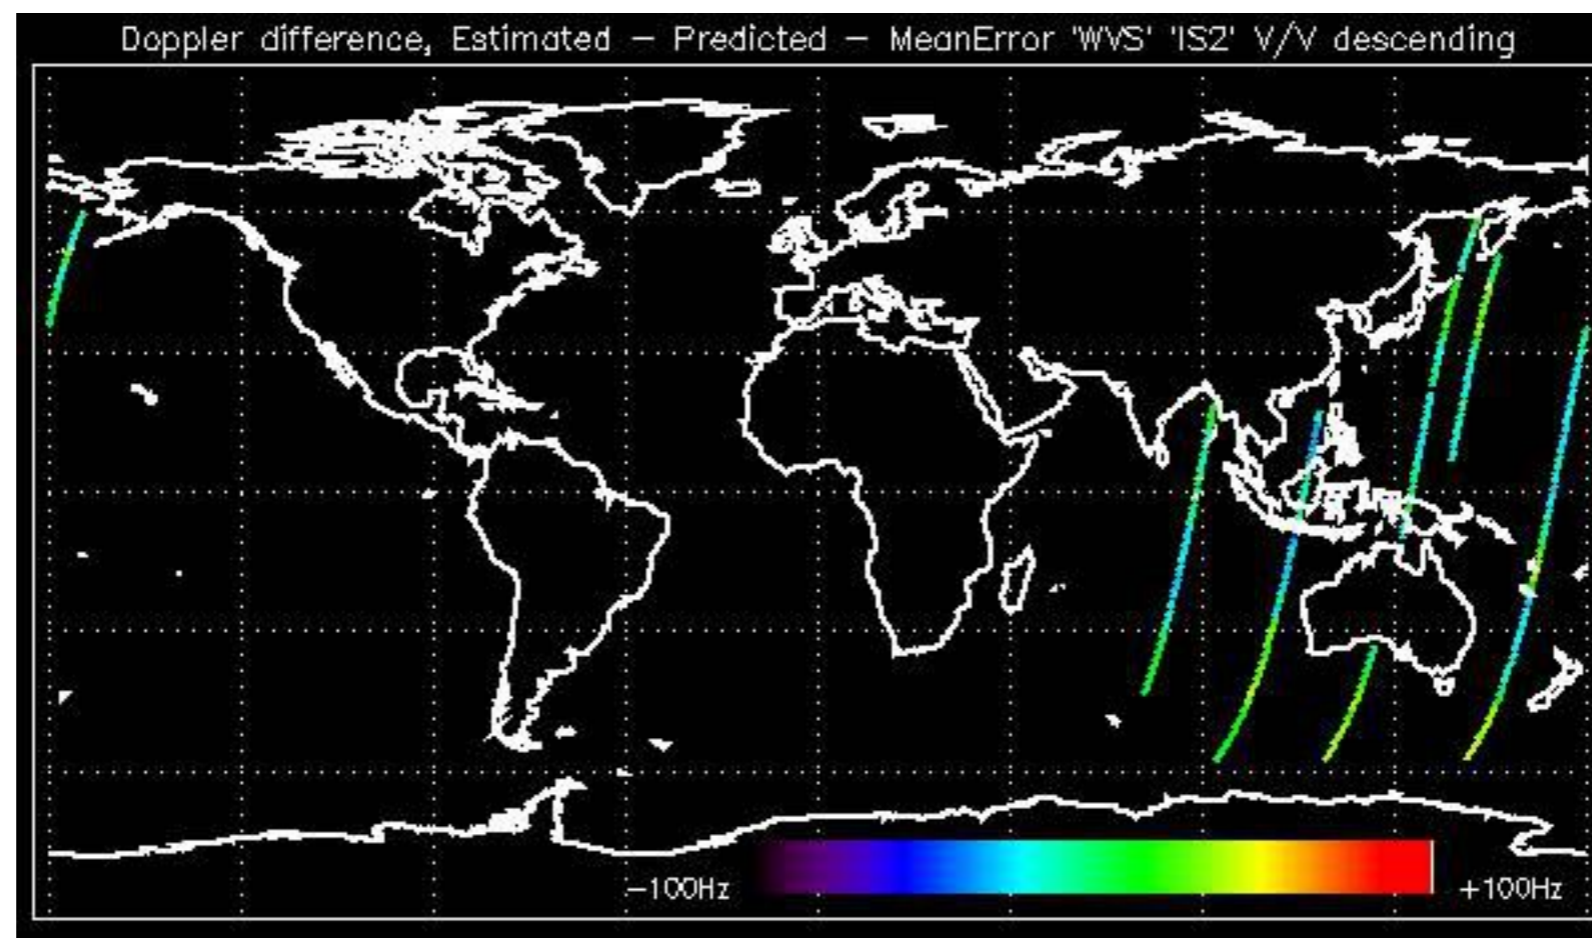 Doppler difference, Estimated – Predicted – MeanError 'WVS' 'IS2' V/V descending
–100Hz
+100Hz